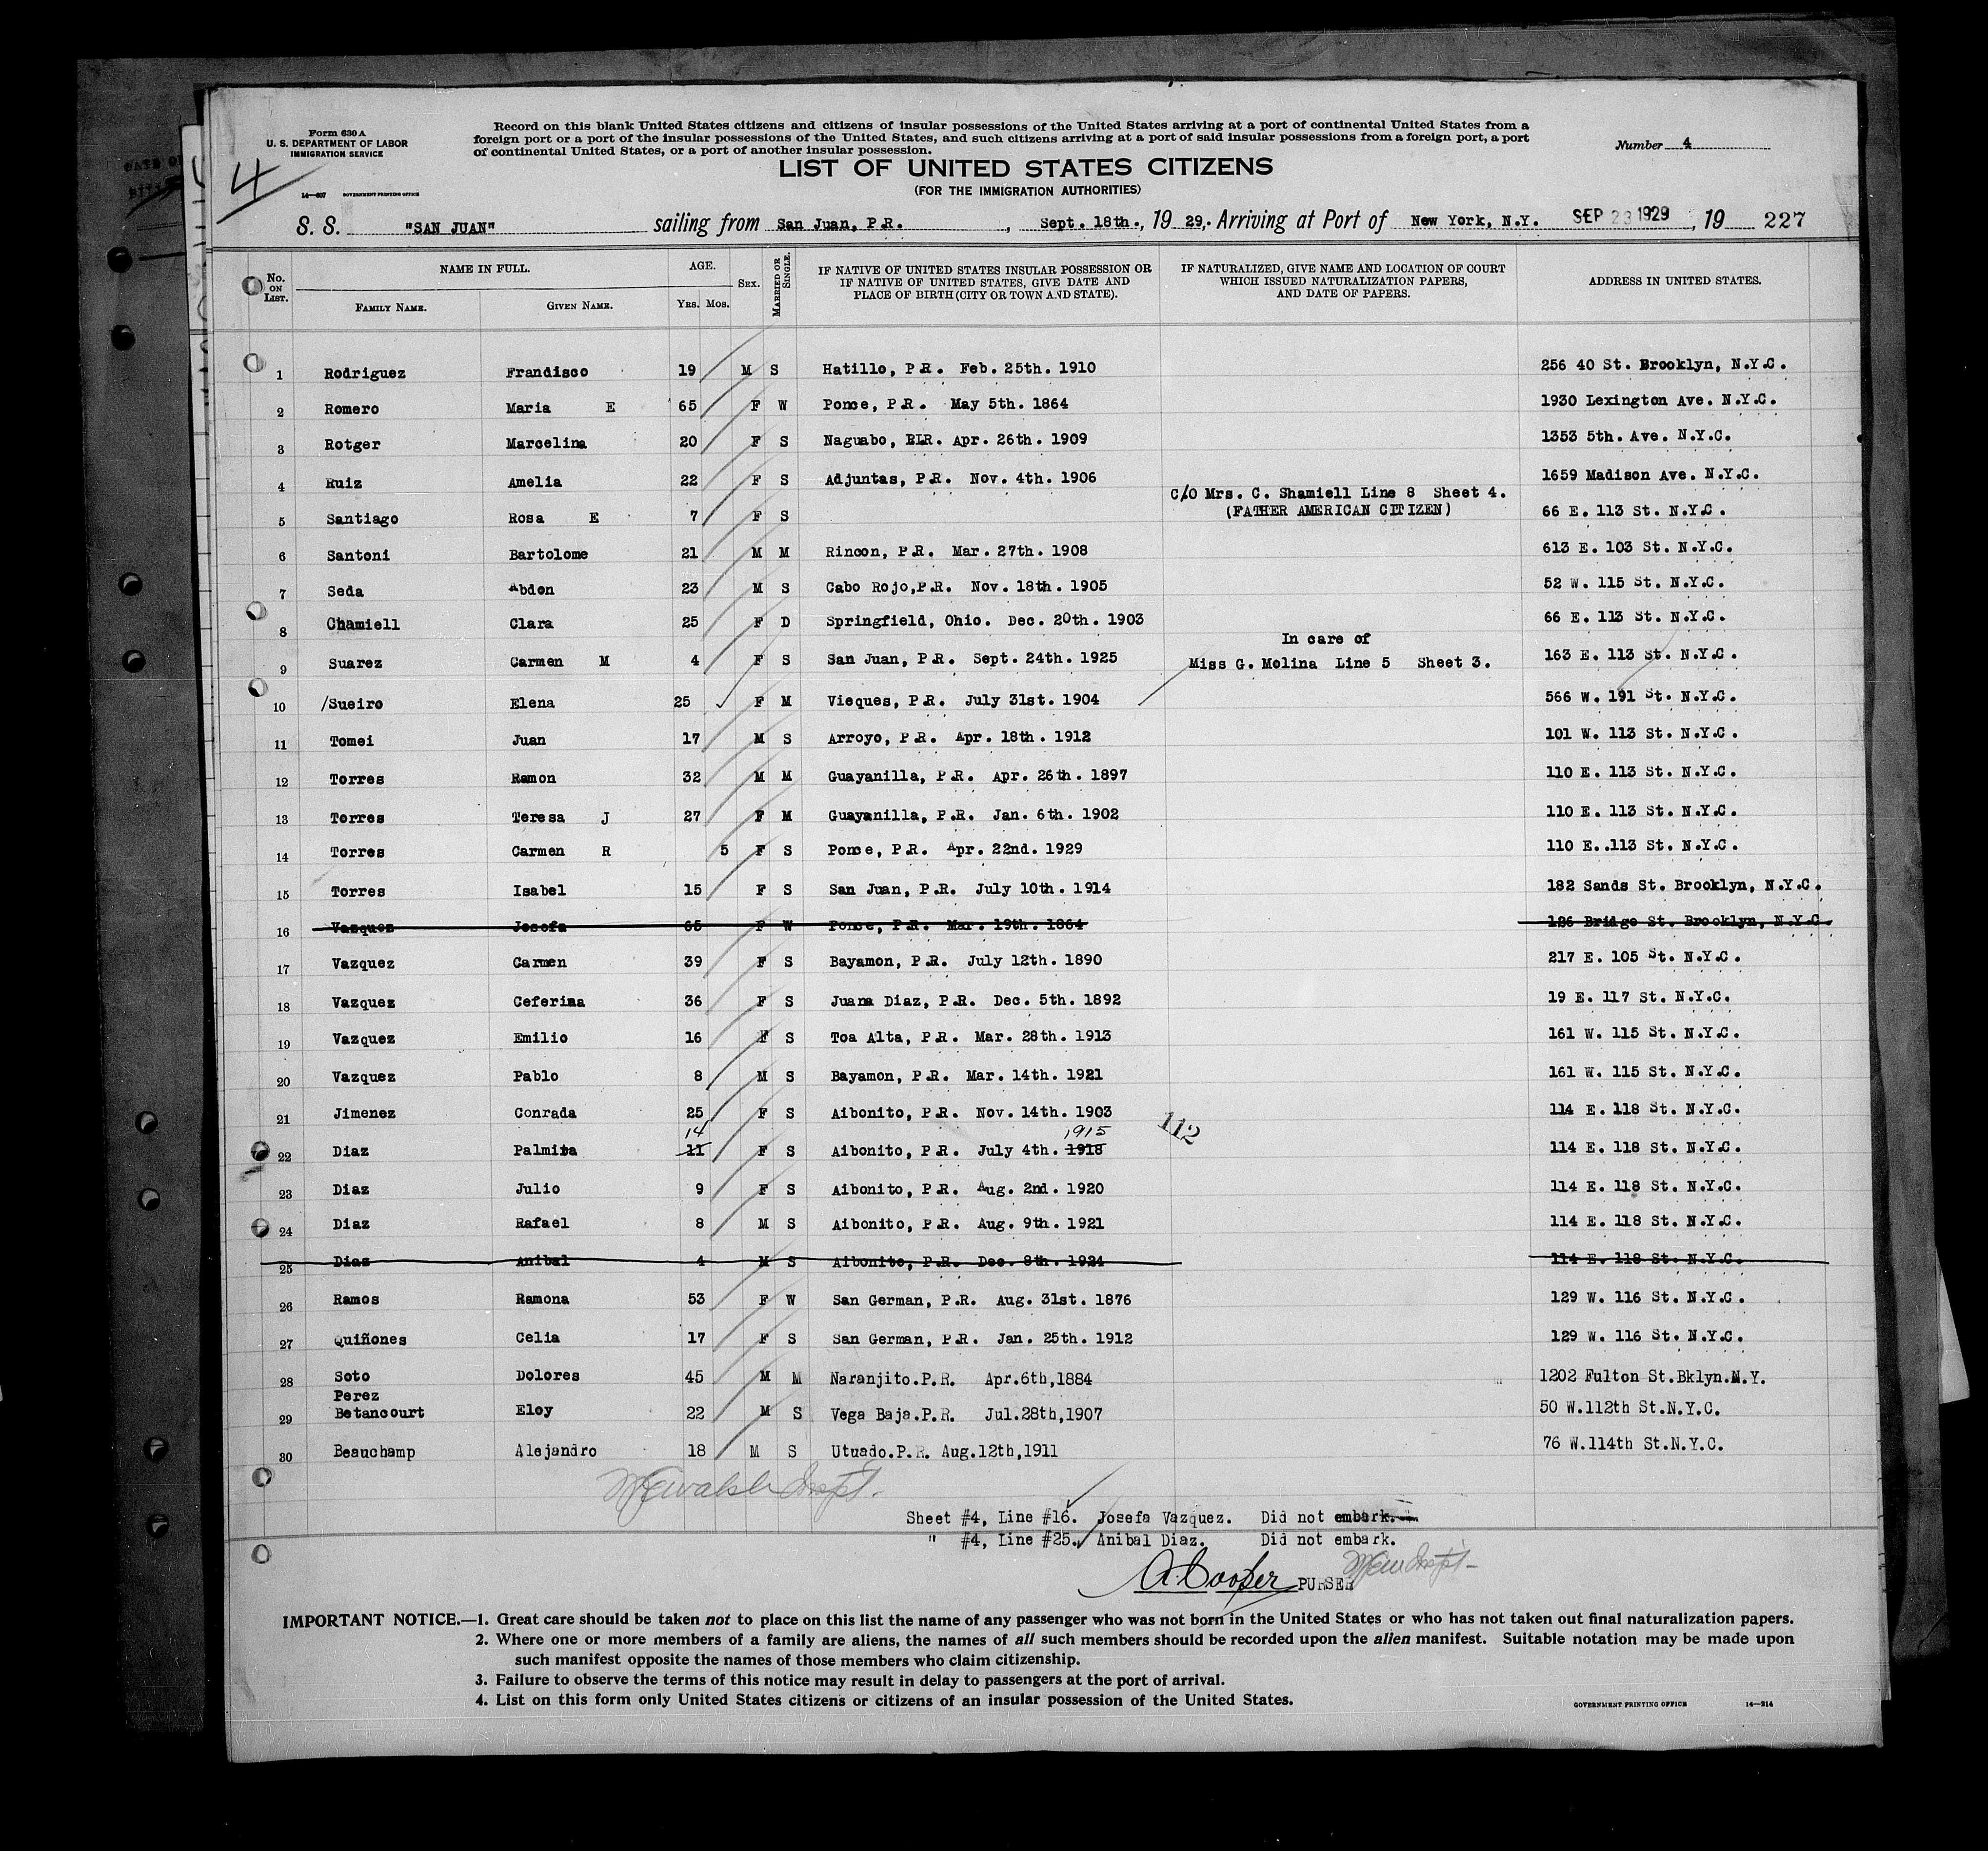 Form 630 A
U. S. DEPARTMENT OF LABOR
IMMIGRATION SERVICE
14—607 GOVERNMENT PRINTING OFFICE
4
Record on this blank United States citizens and citizens of insular possessions of the United States arriving at a port of continental United States from a
foreign port or a port of the insular possessions of the United States, and such citizens arriving at a port of said insular possessions from a foreign port, a port
of continental United States, or a port of another insular possession.
Number 4
LIST OF UNITED STATES CITIZENS
(FOR THE IMMIGRATION AUTHORITIES)
S. S. "SAN JUAN" sailing from San Juan, P.R. , Sept. 18th., 19 29,. Arriving at Port of New York, N.Y. SEP 23 1929 , 19 227
No. ON LIST. NAME IN FULL. FAMILY NAME. GIVEN NAME. AGE. YRS. MOS. SEX. MARRIED OR SINGLE. IF NATIVE OF UNITED STATES INSULAR POSSESSION OR IF NATIVE OF UNITED STATES, GIVE DATE AND PLACE OF BIRTH (CITY OR TOWN AND STATE). IF NATURALIZED, GIVE NAME AND LOCATION OF COURT WHICH ISSUED NATURALIZATION PAPERS, AND DATE OF PAPERS. ADDRESS IN UNITED STATES.
1 Rodriguez Frandisco 19 M S Hatillo, P.R. Feb. 25th. 1910 256 40 St. Brooklyn, N.Y.C.
2 Romero Maria E 65 F W Ponce, P.R. May 5th. 1864 1930 Lexington Ave. N.Y.C.
3 Rotger Marcelina 20 F S Naguabo, P.R. Apr. 26th. 1909 1353 5th. Ave. N.Y.C.
4 Ruiz Amelia 22 F S Adjuntas, P.R. Nov. 4th. 1906 1659 Madison Ave. N.Y.C.
C/O Mrs. C. Shamiell Line 8 Sheet 4.
5 Santiago Rosa E 7 F S (FATHER AMERICAN CITIZEN) 66 E. 113 St. N.Y.C.
6 Santoni Bartolome 21 M M Rincon, P.R. Mar. 27th. 1908 613 E. 103 St. N.Y.C.
7 Seda Abdon 23 M S Cabo Rojo,P.R. Nov. 18th. 1905 52 W. 115 St. N.Y.C.
8 Chamiell Clara 25 F D Springfield, Ohio. Dec. 20th. 1903 66 E. 113 St. N.Y.C.
In care of
9 Suarez Carmen M 4 F S San Juan, P.R. Sept. 24th. 1925 Miss G. Molina Line 5 Sheet 3. 163 E. 113 St. N.Y.C.
10 /Sueiro Elena 25 F M Vieques, P.R. July 31st. 1904 566 W. 191 St. N.Y.C.
11 Tomei Juan 17 M S Arroyo, P.R. Apr. 18th. 1912 101 W. 113 St. N.Y.C.
12 Torres Ramon 32 M M Guayanilla, P.R. Apr. 26th. 1897 110 E. 113 St. N.Y.C.
13 Torres Teresa J 27 F M Guayanilla, P.R. Jan. 6th. 1902 110 E. 113 St. N.Y.C.
14 Torres Carmen R 5 F S Ponce, P.R. Apr. 22nd. 1929 110 E..113 St. N.Y.C.
15 Torres Isabel 15 F S San Juan, P.R. July 10th. 1914 182 Sands St. Brooklyn, N.Y.C.
16 Vazquez Josefa 65 F W Ponce, P.R. Mar. 19th. 1864 126 Bridge St. Brooklyn, N.Y.C.
17 Vazquez Carmen 39 F S Bayamon, P.R. July 12th. 1890 217 E. 105 St. N.Y.C.
18 Vazquez Ceferina 36 F S Juana Diaz, P.R. Dec. 5th. 1892 19 E. 117 St. N.Y.C.
19 Vazquez Emilio 16 F S Toa Alta, P.R. Mar. 28th. 1913 161 W. 115 St. N.Y.C.
20 Vazquez Pablo 8 M S Bayamon, P.R. Mar. 14th. 1921 161 W. 115 St. N.Y.C.
21 Jimenez Conrada 25 F S Aibonito, P.R. Nov. 14th. 1903 112 114 E. 118 St. N.Y.C.
14 1915
22 Diaz Palmira 11 F S Aibonito, P.R. July 4th. 1918 114 E. 118 St. N.Y.C.
23 Diaz Julio 9 F S Aibonito, P.R. Aug. 2nd. 1920 114 E. 118 St. N.Y.C.
24 Diaz Rafael 8 M S Aibonito, P.R. Aug. 9th. 1921 114 E. 118 St. N.Y.C.
25 Diaz Anibal 4 M S Aibonito, P.R. Dec. 8th. 1924 114 E. 118 St. N.Y.C.
26 Ramos Ramona 53 F W San German, P.R. Aug. 31st. 1876 129 W. 116 St. N.Y.C.
27 Quiñones Celia 17 F S San German, P.R. Jan. 25th. 1912 129 W. 116 St. N.Y.C.
28 Soto Dolores 45 M M Naranjito.P.R. Apr.6th,1884 1202 Fulton St.Bklyn.N.Y.
Perez
29 Betancourt Eloy 22 M S Vega Baja.P.R. Jul.28th,1907 50 W.112th St.N.Y.C.
30 Beauchamp Alejandro 18 M S Utuado.P.R. Aug.12th,1911 76 W.114th St.N.Y.C.
Sheet #4, Line #16. Josefa Vazquez. Did not embark.
" #4, Line #25. Anibal Diaz. Did not embark.
A. Cooper PURSER
IMPORTANT NOTICE.—1. Great care should be taken not to place on this list the name of any passenger who was not born in the United States or who has not taken out final naturalization papers.
2. Where one or more members of a family are aliens, the names of all such members should be recorded upon the alien manifest. Suitable notation may be made upon
such manifest opposite the names of those members who claim citizenship.
3. Failure to observe the terms of this notice may result in delay to passengers at the port of arrival.
4. List on this form only United States citizens or citizens of an insular possession of the United States.
GOVERNMENT PRINTING OFFICE 14—214